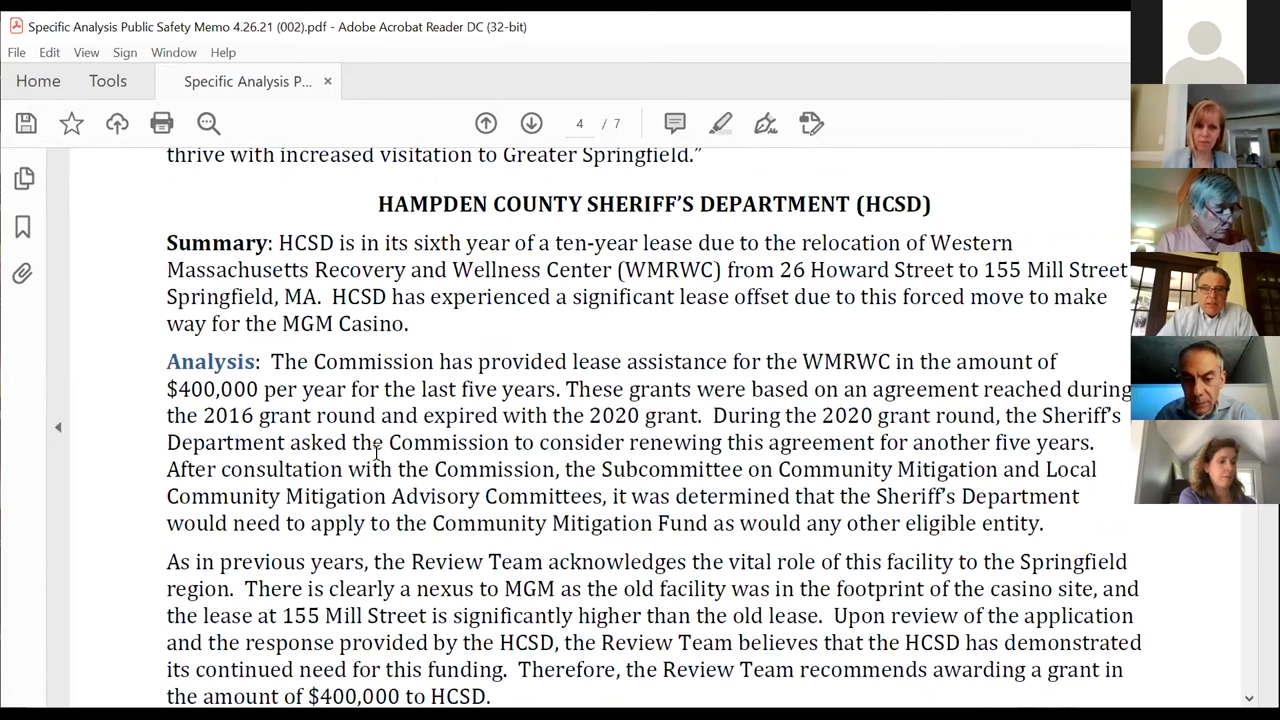 Specific Analysis Public Safety Memo 4.26.21 (002).pdf - Adobe Acrobat Reader DC (32-bit)
File Edit View Sign Window Help
Home Tools Specific Analysis P... ×
4 / 7
thrive with increased visitation to Greater Springfield.”
HAMPDEN COUNTY SHERIFF’S DEPARTMENT (HCSD)
Summary: HCSD is in its sixth year of a ten-year lease due to the relocation of Western
Massachusetts Recovery and Wellness Center (WMRWC) from 26 Howard Street to 155 Mill Street
Springfield, MA. HCSD has experienced a significant lease offset due to this forced move to make
way for the MGM Casino.
Analysis: The Commission has provided lease assistance for the WMRWC in the amount of
$400,000 per year for the last five years. These grants were based on an agreement reached during
the 2016 grant round and expired with the 2020 grant. During the 2020 grant round, the Sheriff’s
Department asked the Commission to consider renewing this agreement for another five years.
After consultation with the Commission, the Subcommittee on Community Mitigation and Local
Community Mitigation Advisory Committees, it was determined that the Sheriff’s Department
would need to apply to the Community Mitigation Fund as would any other eligible entity.
As in previous years, the Review Team acknowledges the vital role of this facility to the Springfield
region. There is clearly a nexus to MGM as the old facility was in the footprint of the casino site, and
the lease at 155 Mill Street is significantly higher than the old lease. Upon review of the application
and the response provided by the HCSD, the Review Team believes that the HCSD has demonstrated
its continued need for this funding. Therefore, the Review Team recommends awarding a grant in
the amount of $400,000 to HCSD.